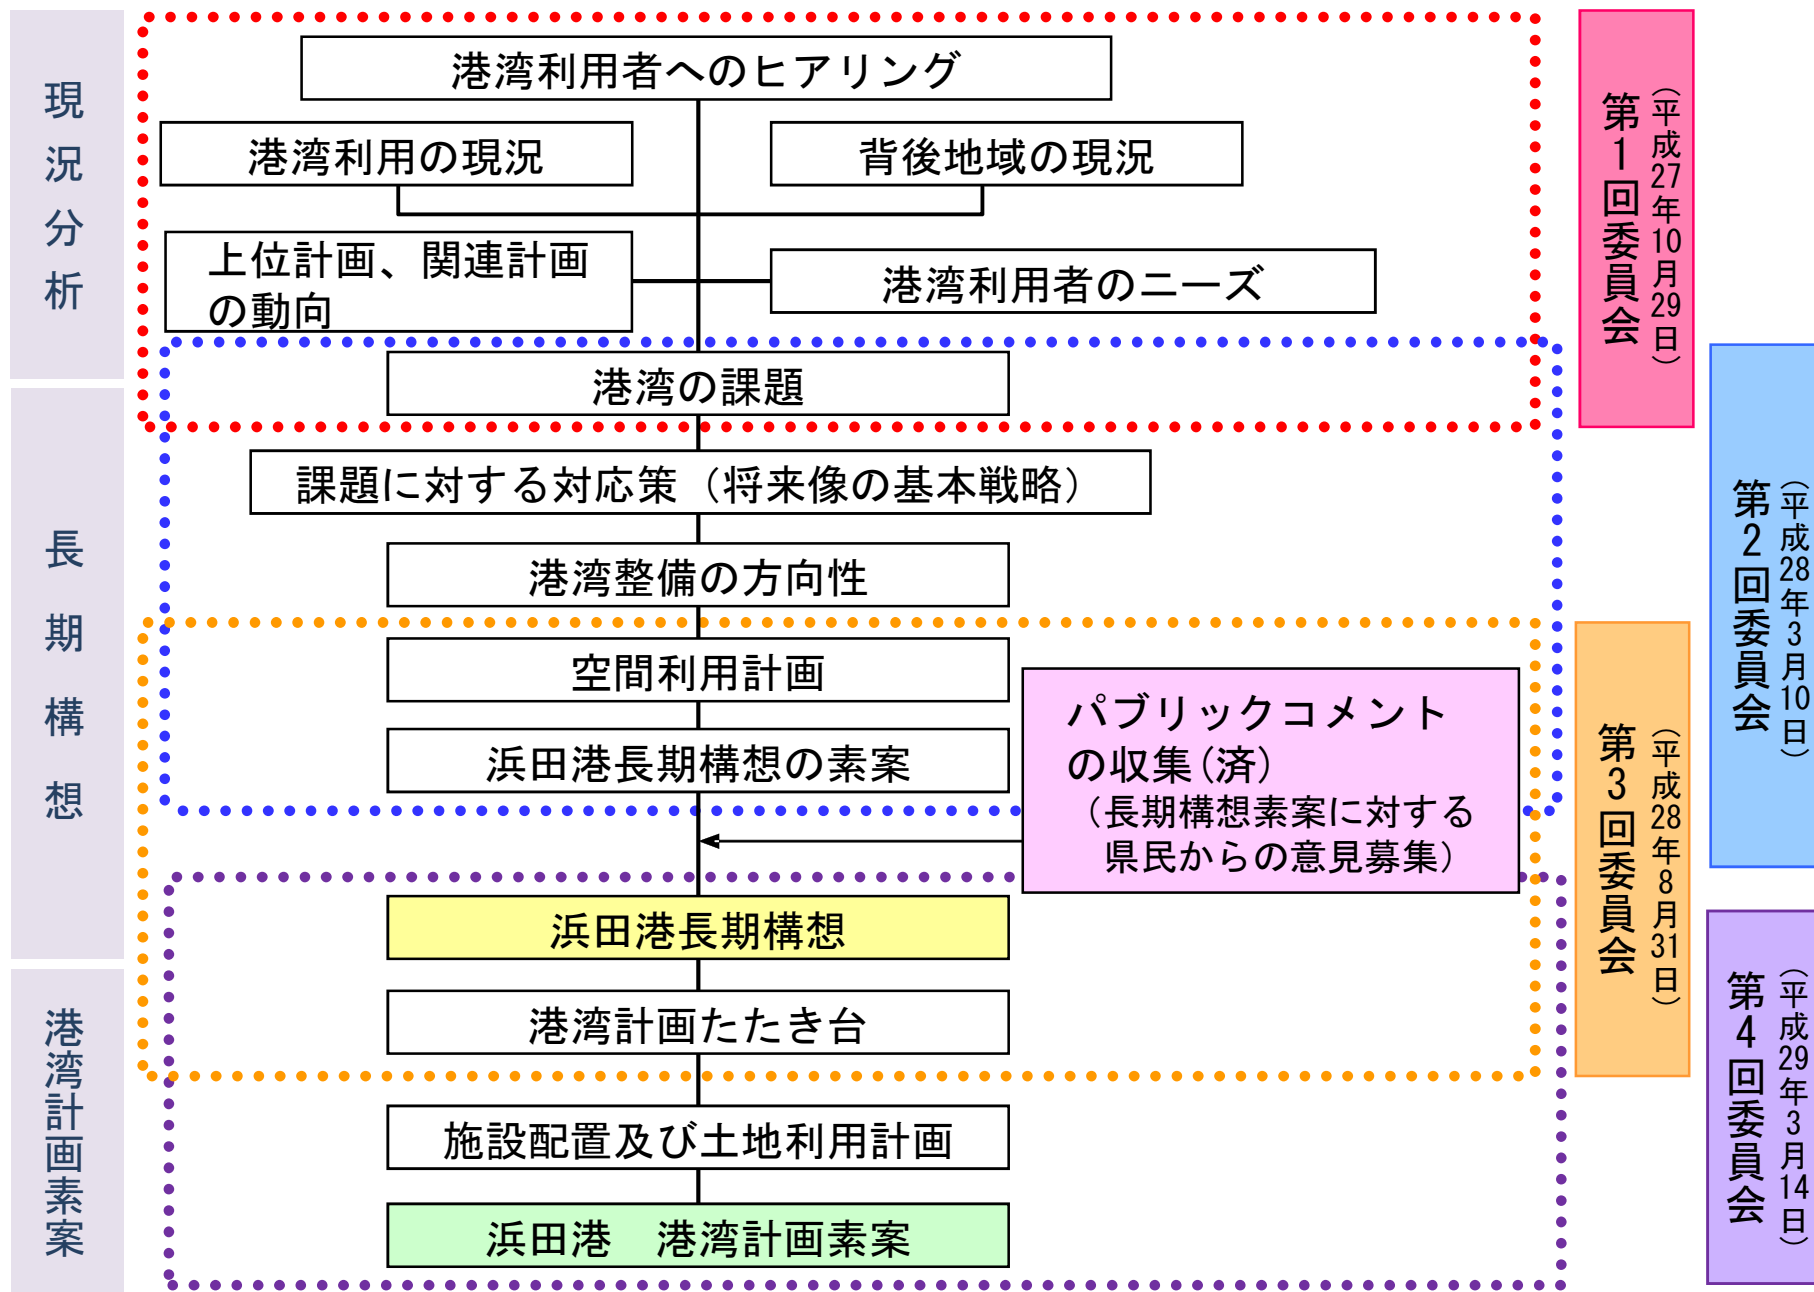 現況分析
長期構想
港湾計画素案
港湾利用者へのヒアリング
港湾利用の現況
背後地域の現況
上位計画、関連計画
の動向
港湾利用者のニーズ
港湾の課題
課題に対する対応策（将来像の基本戦略）
港湾整備の方向性
空間利用計画
浜田港長期構想の素案
パブリックコメント
の収集(済)
（長期構想素案に対する
県民からの意見募集）
浜田港長期構想
港湾計画たたき台
施設配置及び土地利用計画
浜田港　港湾計画素案
第1回委員会
（平成27年10月29日）
第2回委員会
（平成28年3月10日）
第3回委員会
（平成28年8月31日）
第4回委員会
（平成29年3月14日）